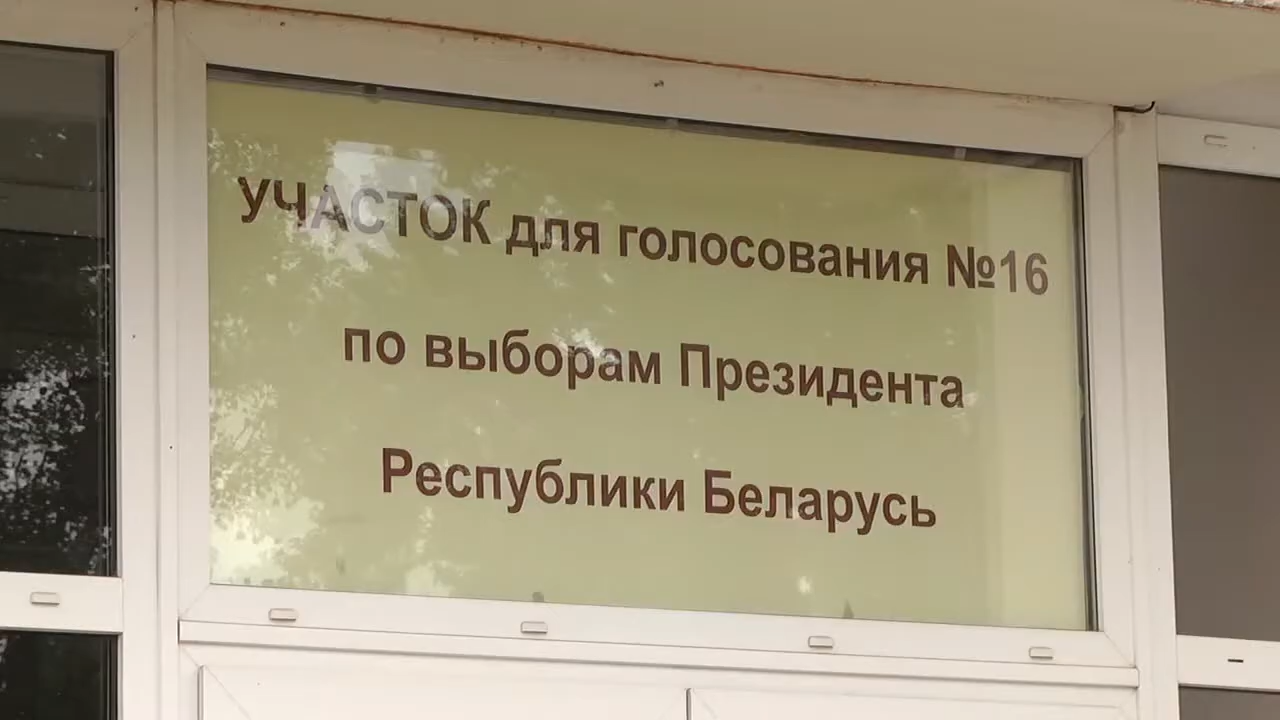 УЧАСТОК для голосования №16
по выборам Президента
Республики Беларусь